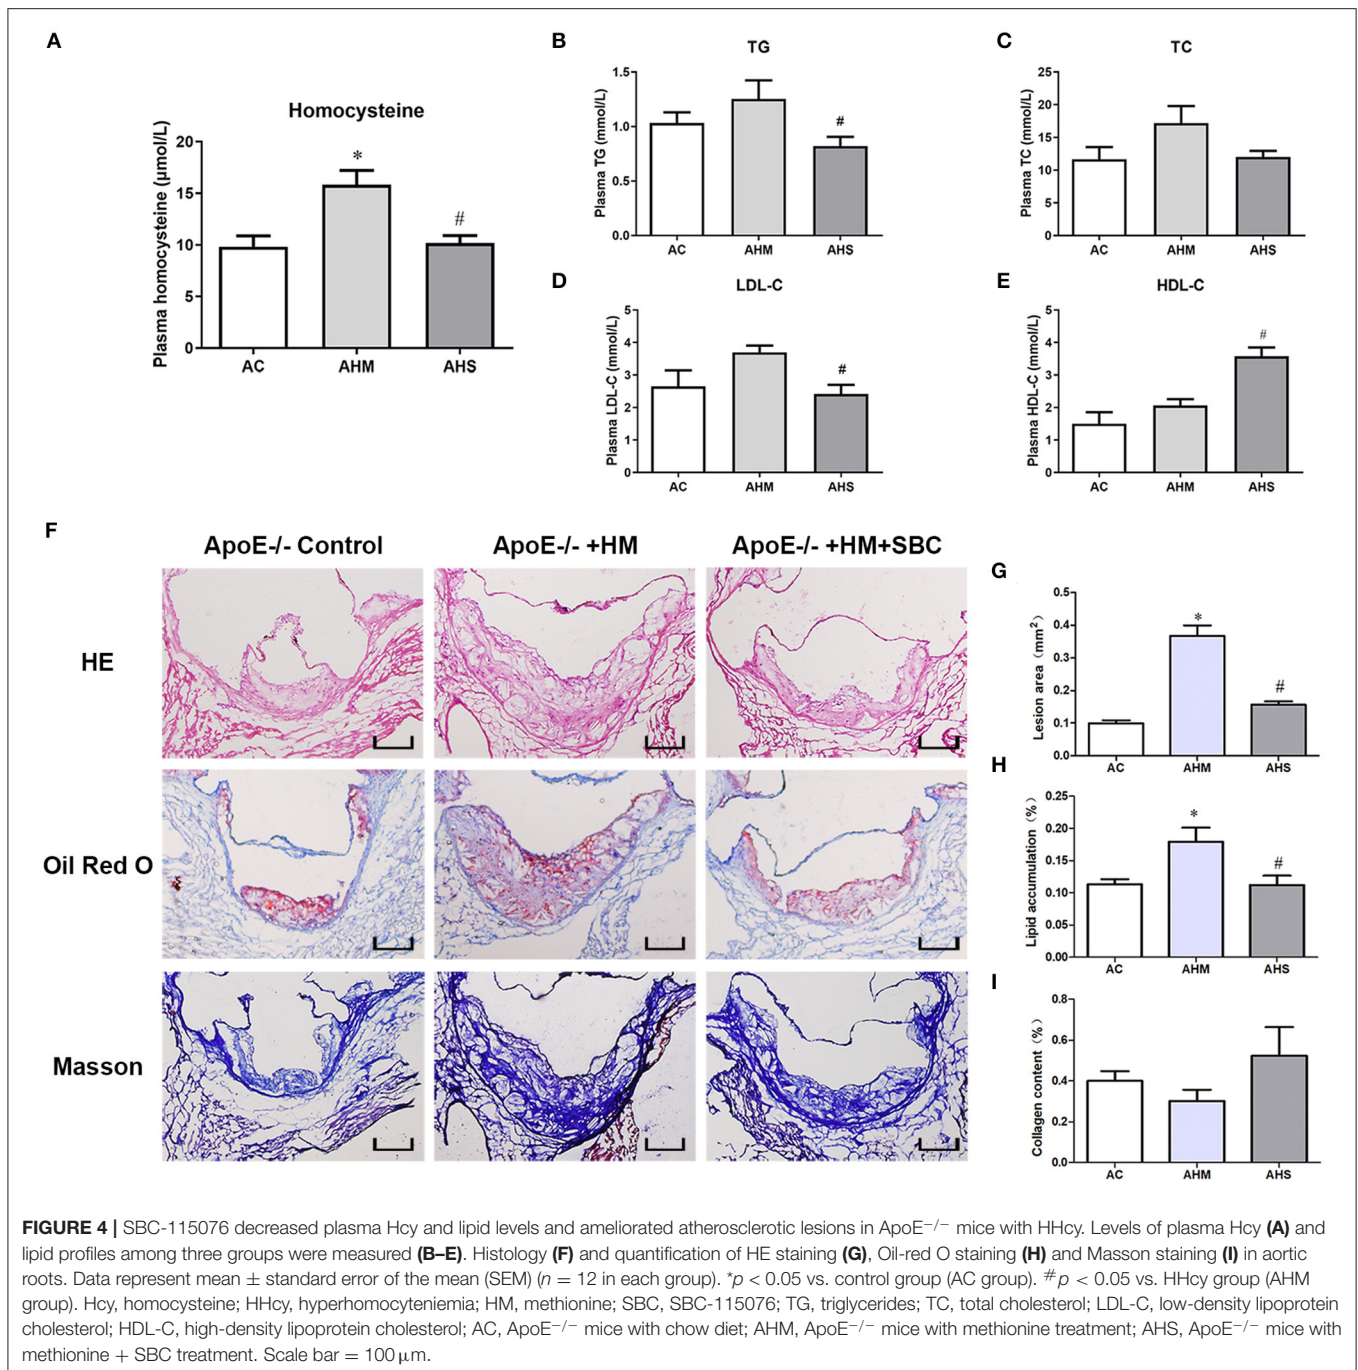 A
Homocysteine
Plasma homocysteine (μmol/L)
20
15
10
5
0
*
#
AC AHM AHS
B
TG
Plasma TG (mmol/L)
1.5
1.0
0.5
0.0
#
AC AHM AHS
C
TC
Plasma TC (mmol/L)
25
20
15
10
5
0
AC AHM AHS
D
LDL-C
Plasma LDL-C (mmol/L)
5
4
3
2
1
0
#
AC AHM AHS
E
HDL-C
Plasma HDL-C (mmol/L)
5
4
3
2
1
0
#
AC AHM AHS
F
ApoE-/- Control ApoE-/- +HM ApoE-/- +HM+SBC
HE
Oil Red O
Masson
G
Lesion area (mm²)
0.5
0.4
0.3
0.2
0.1
0.0
*
#
AC AHM AHS
H
Lipid accumulation (%)
0.25
0.20
0.15
0.10
0.05
0.00
*
#
AC AHM AHS
I
Collagen content (%)
0.8
0.6
0.4
0.2
0.0
AC AHM AHS
FIGURE 4 | SBC-115076 decreased plasma Hcy and lipid levels and ameliorated atherosclerotic lesions in ApoE−/− mice with HHcy. Levels of plasma Hcy (A) and
lipid profiles among three groups were measured (B–E). Histology (F) and quantification of HE staining (G), Oil-red O staining (H) and Masson staining (I) in aortic
roots. Data represent mean ± standard error of the mean (SEM) (n = 12 in each group). *p < 0.05 vs. control group (AC group). #p < 0.05 vs. HHcy group (AHM
group). Hcy, homocysteine; HHcy, hyperhomocyteniemia; HM, methionine; SBC, SBC-115076; TG, triglycerides; TC, total cholesterol; LDL-C, low-density lipoprotein
cholesterol; HDL-C, high-density lipoprotein cholesterol; AC, ApoE−/− mice with chow diet; AHM, ApoE−/− mice with methionine treatment; AHS, ApoE−/− mice with
methionine + SBC treatment. Scale bar = 100 μm.